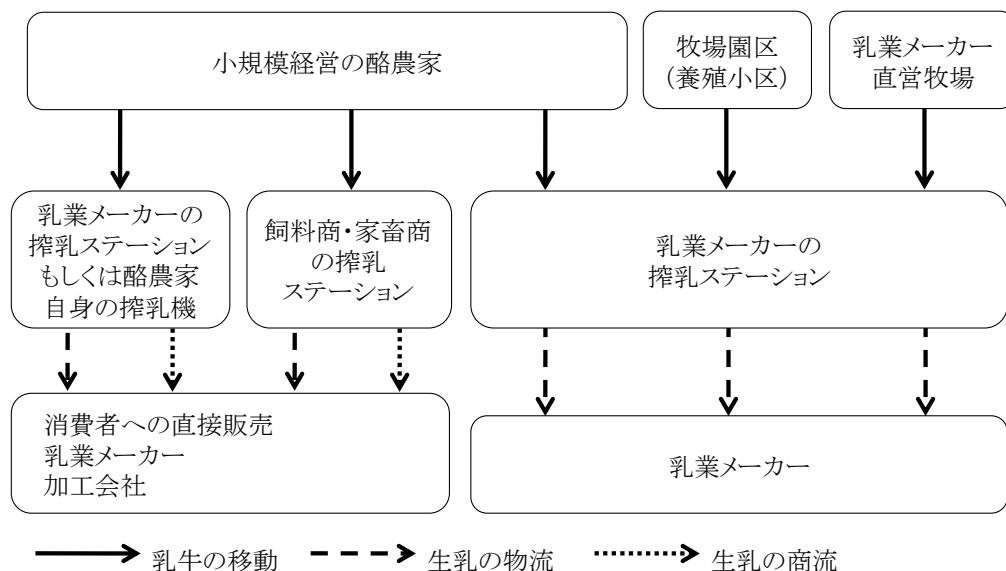 小規模経営の酪農家
牧場園区
(養殖小区)
乳業メーカー
直営牧場
乳業メーカーの
搾乳ステーション
もしくは酪農家
自身の搾乳機
飼料商・家畜商
の搾乳
ステーション
乳業メーカーの
搾乳ステーション
消費者への直接販売
乳業メーカー
加工会社
乳業メーカー
乳牛の移動
生乳の物流
生乳の商流